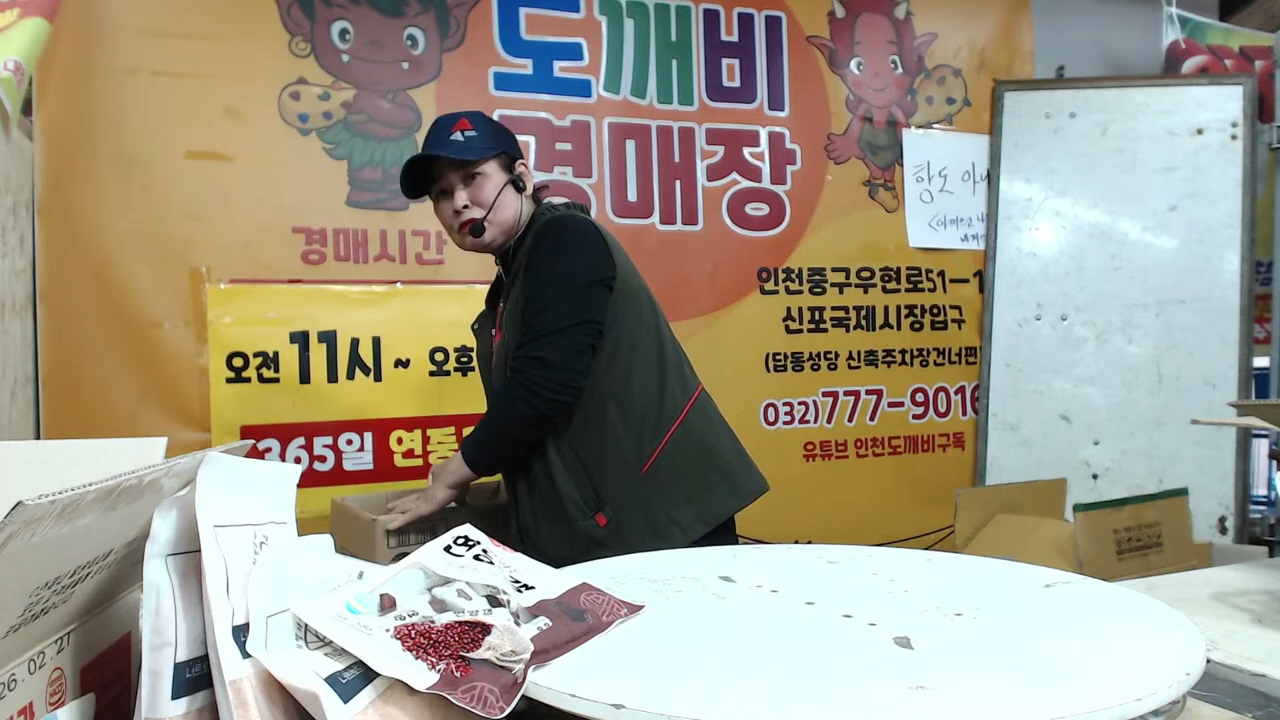 도깨비
경매장
경매시간
오전 11시 ~ 오후
365일 연중
항도
인천중구우현로51-1
신포국제시장입구
(답동성당 신축주차장건너편)
032)777-9016
유튜브 인천도깨비구독
26.02.27